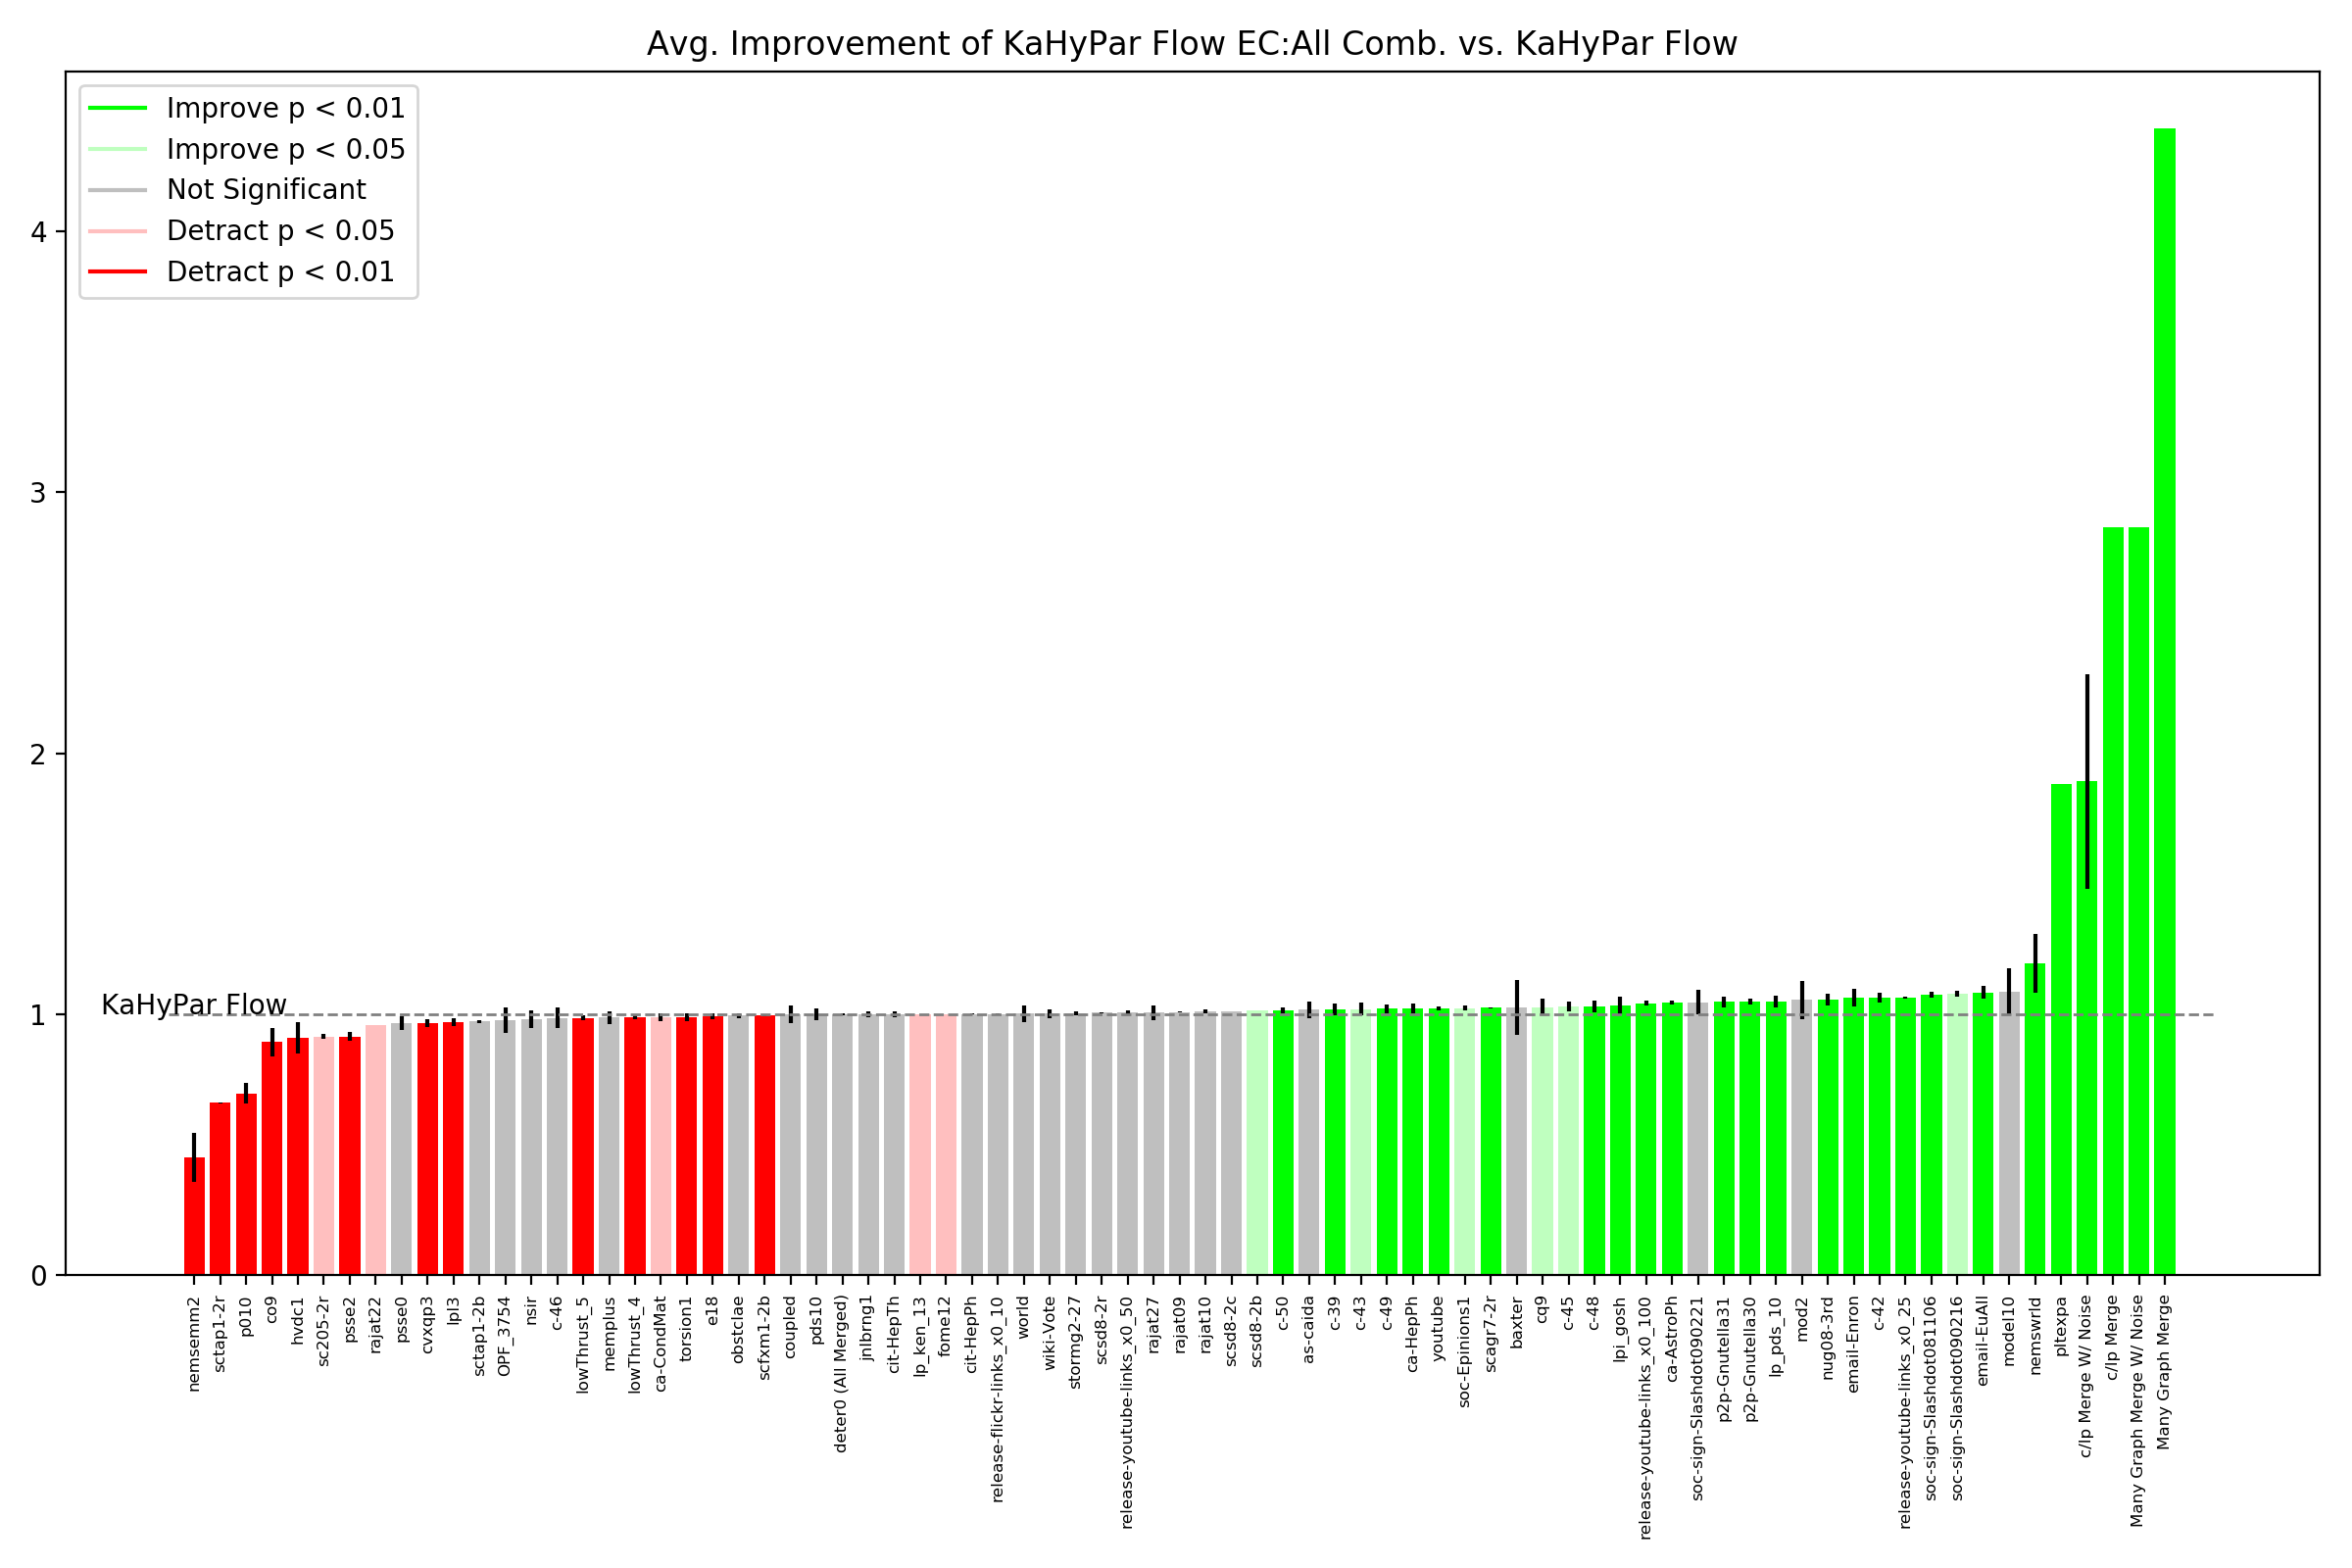 Avg. Improvement of KaHyPar Flow EC:All Comb. vs. KaHyPar Flow
Improve p < 0.01
Improve p < 0.05
Not Significant
Detract p < 0.05
Detract p < 0.01
4
3
2
1
0
KaHyPar Flow
nemsemm2
sctap1-2r
p010
co9
hvdc1
sc205-2r
psse2
rajat22
psse0
cvxqp3
lpl3
sctap1-2b
OPF_3754
nsir
c-46
lowThrust_5
memplus
lowThrust_4
ca-CondMat
torsion1
e18
obstclae
scfxm1-2b
coupled
pds10
deter0 (All Merged)
jnlbrng1
cit-HepTh
lp_ken_13
fome12
cit-HepPh
release-flickr-links_x0_10
world
wiki-Vote
stormg2-27
scsd8-2r
release-youtube-links_x0_50
rajat27
rajat09
rajat10
scsd8-2c
scsd8-2b
c-50
as-caida
c-39
c-43
c-49
ca-HepPh
youtube
soc-Epinions1
scagr7-2r
baxter
cq9
c-45
c-48
lpi_gosh
release-youtube-links_x0_100
ca-AstroPh
soc-sign-Slashdot090221
p2p-Gnutella31
p2p-Gnutella30
lp_pds_10
mod2
nug08-3rd
email-Enron
c-42
release-youtube-links_x0_25
soc-sign-Slashdot081106
soc-sign-Slashdot090216
email-EuAll
model10
nemswrld
pltexpa
c/lp Merge W/ Noise
c/lp Merge
Many Graph Merge W/ Noise
Many Graph Merge